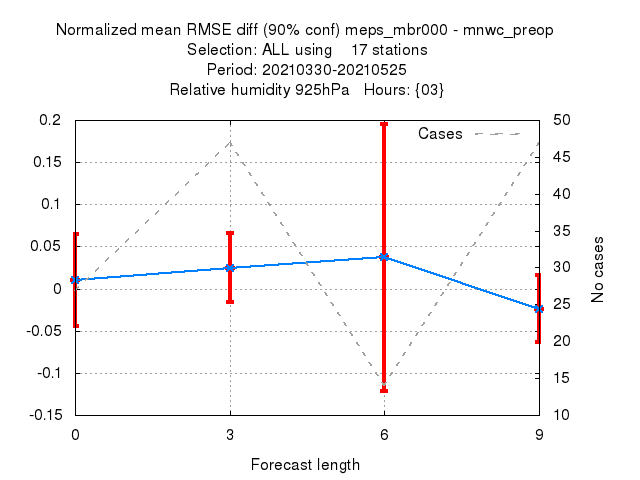 Normalized mean RMSE diff (90% conf) meps_mbr000 - mnwc_preop
Selection: ALL using 17 stations
Period: 20210330-20210525
Relative humidity 925hPa Hours: {03}
Cases
0.2
0.15
0.1
0.05
0
-0.05
-0.1
-0.15
50
45
40
35
30
25
20
15
10
No cases
0 3 6 9
Forecast length